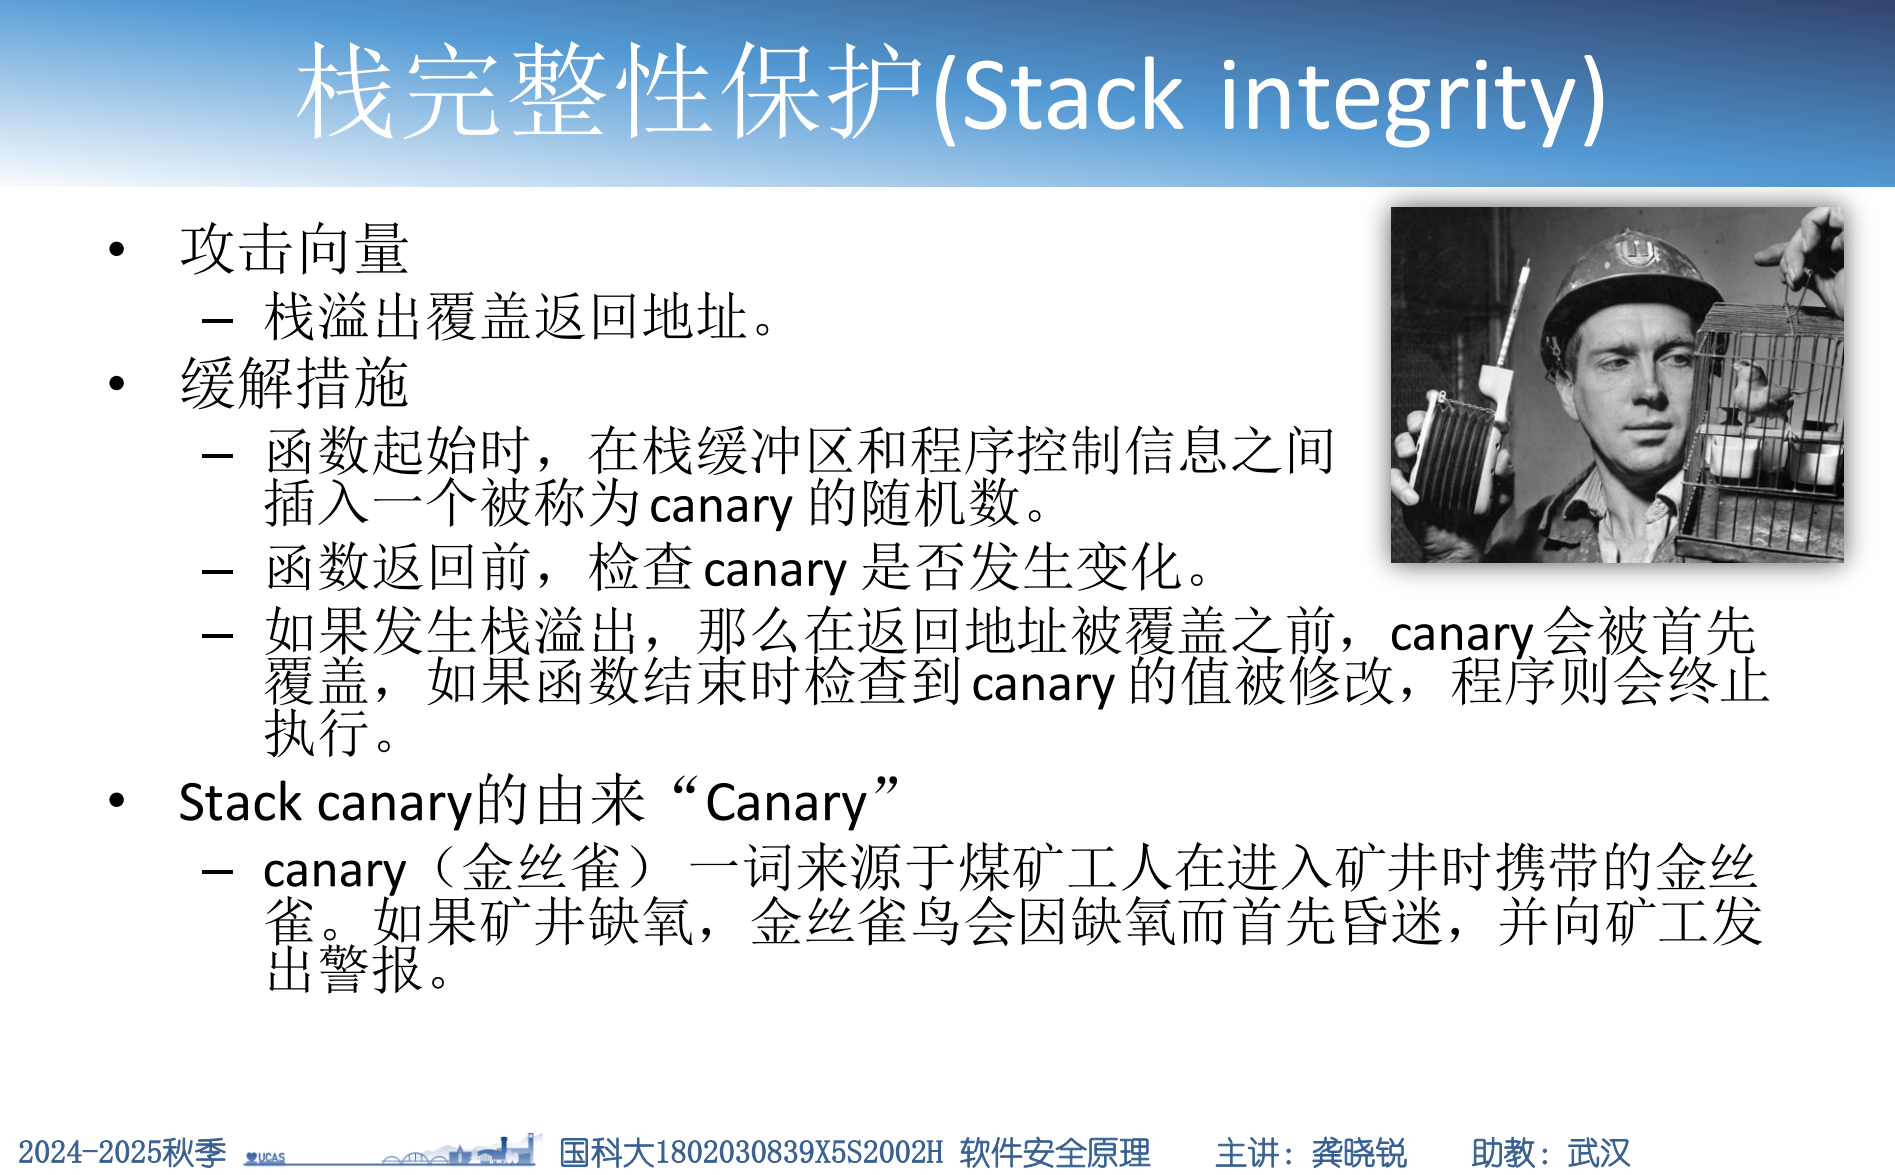 栈完整性保护(Stack integrity)
• 攻击向量
– 栈溢出覆盖返回地址。
• 缓解措施
– 函数起始时，在栈缓冲区和程序控制信息之间
插入一个被称为canary 的随机数。
– 函数返回前，检查canary 是否发生变化。
– 如果发生栈溢出，那么在返回地址被覆盖之前，canary会被首先
覆盖，如果函数结束时检查到canary 的值被修改，程序则会终止
执行。
• Stack canary的由来“Canary”
– canary（金丝雀） 一词来源于煤矿工人在进入矿井时携带的金丝
雀。如果矿井缺氧，金丝雀鸟会因缺氧而首先昏迷，并向矿工发
出警报。
2024-2025秋季 UCAS 国科大1802030839X5S2002H 软件安全原理 主讲：龚晓锐 助教：武汉